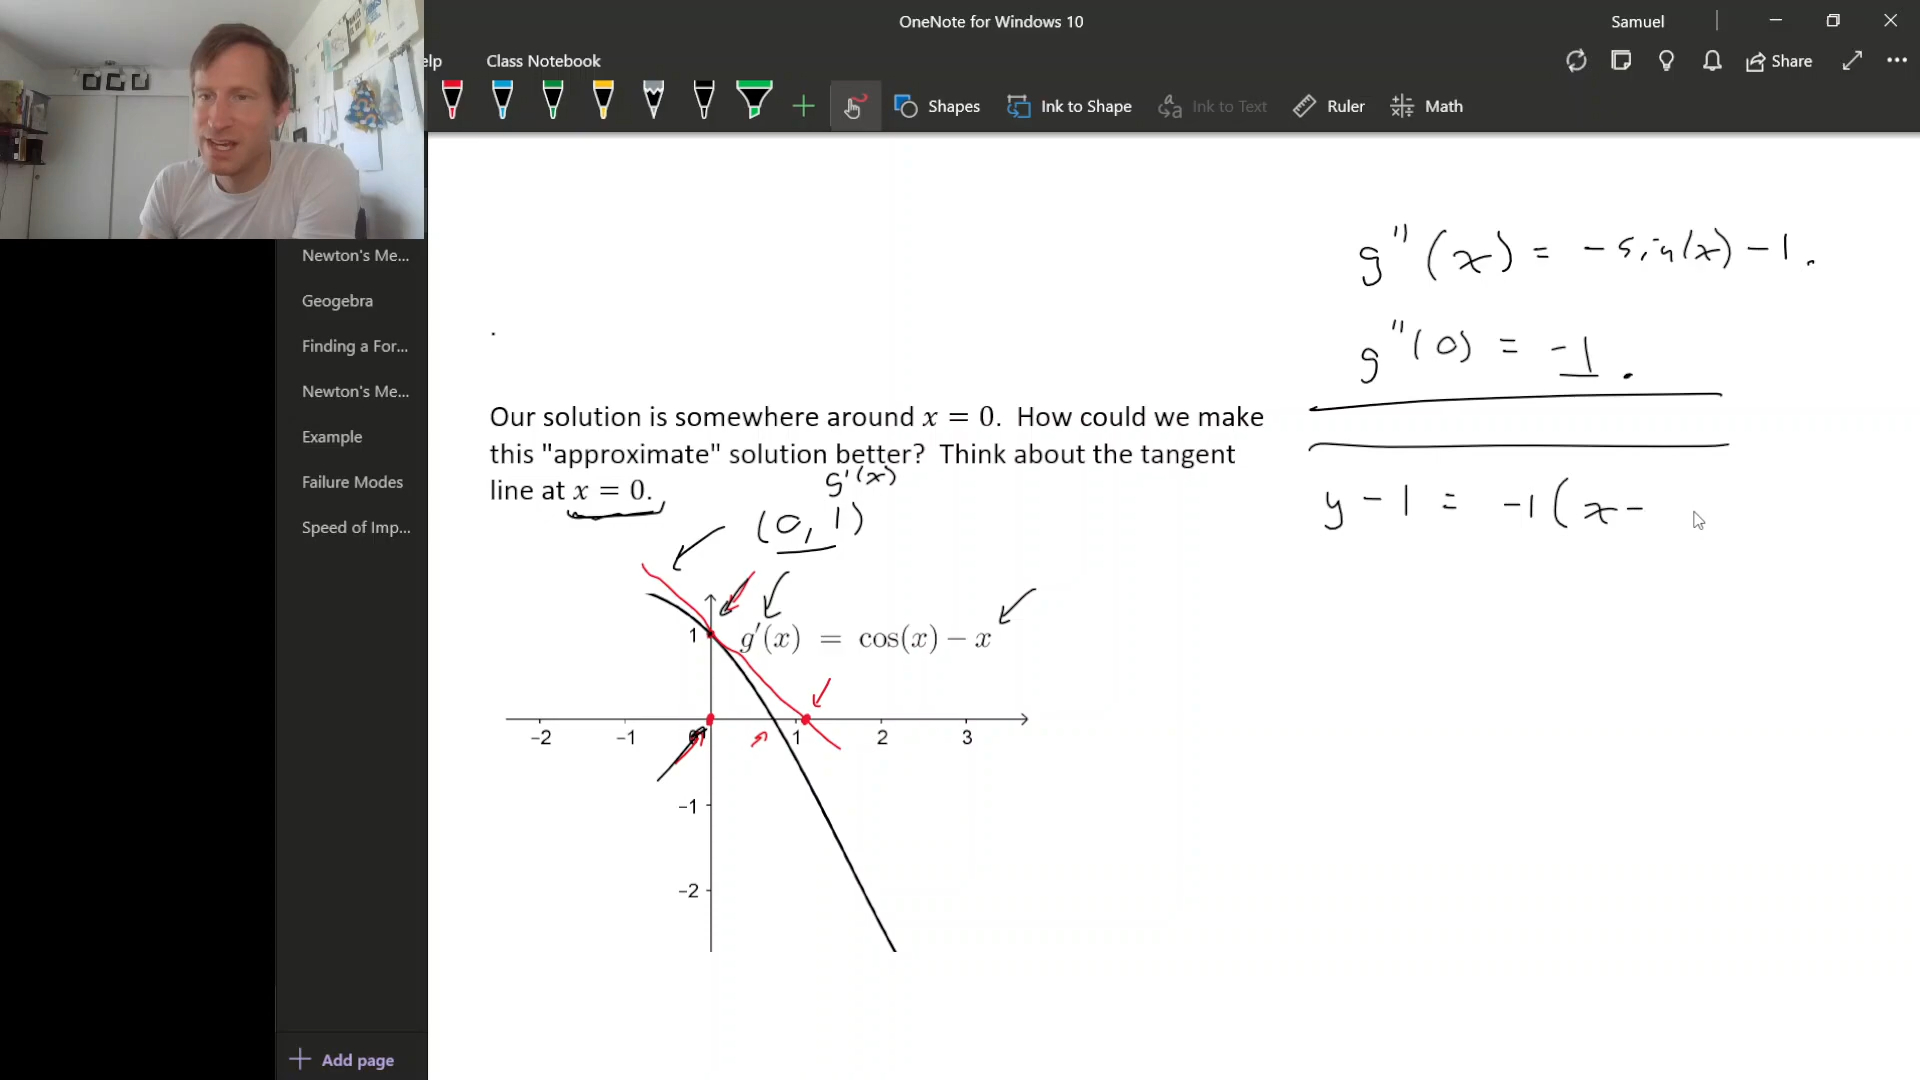 OneNote for Windows 10
Samuel
elp
Class Notebook
Share
Shapes
Ink to Shape
Ink to Text
Ruler
Math
Newton's Me...
Geogebra
Finding a For...
Newton's Me...
Example
Failure Modes
Speed of Imp...
Add page
Our solution is somewhere around x = 0. How could we make
this "approximate" solution better? Think about the tangent
line at x = 0.
g'(x)
(0, 1)
g'(x) = cos(x) − x
1
−2 −1 0 1 2 3
−1
−2
g''(x) = -sin(x) - 1.
g''(0) = -1.
y - 1 = -1(x -